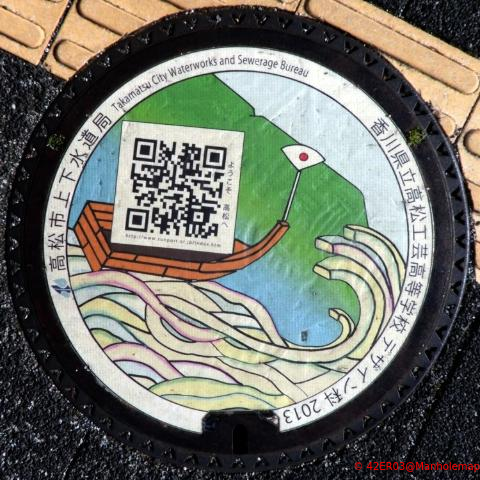 高松市上下水道局 Takamatsu City Waterworks and Sewerage Bureau
香川県立高松工芸高等学校 デザイン科 2013
ようこそ 高松へ
© 42ER03@Manholemap